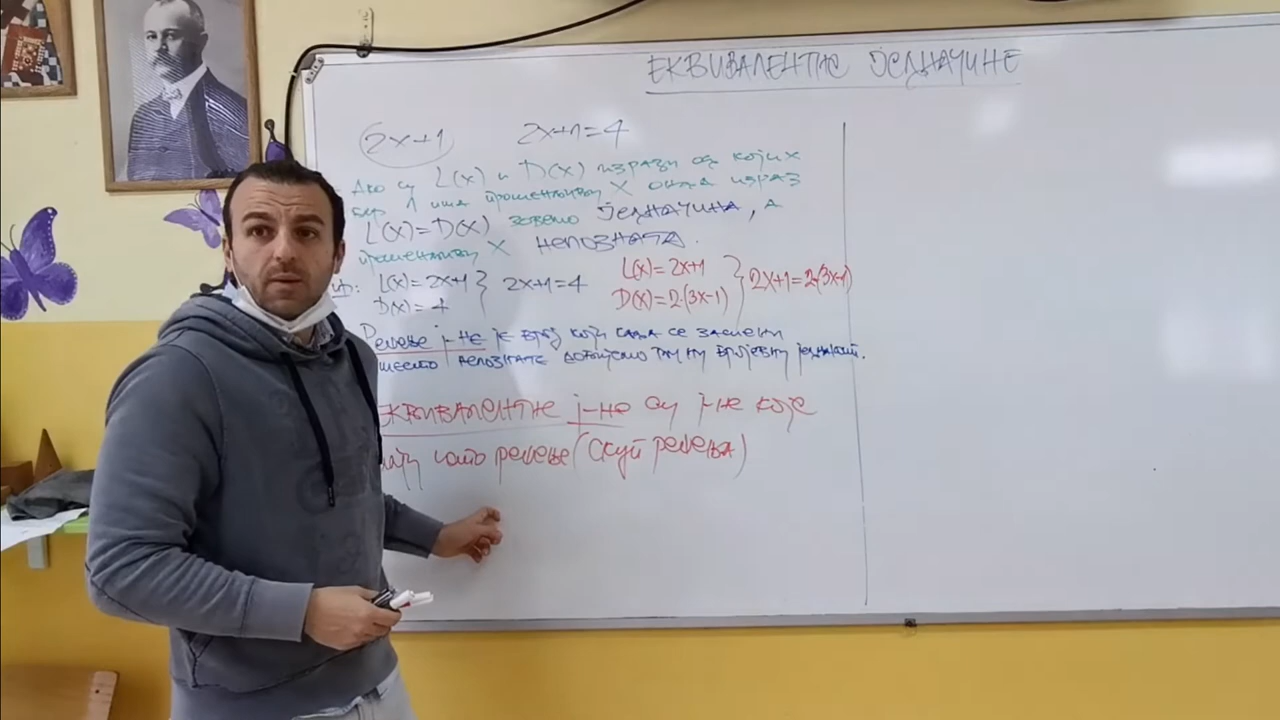 ЕКВИВАЛЕНТНЕ ЈЕДНАЧИНЕ
2x+1 2x+1=4
Ако су L(x) и D(x) изрази од којих
бар 1 има променљиву X онда израз
L(x)=D(x) зовемо ЈЕДНАЧИНА, А
променљиву X НЕПОЗНАТА.
L(x)=2x+1 } 2x+1=4 L(x)=2x+1 } 2x+1=2·(3x-1)
D(x)=4 D(x)=2·(3x-1)
Решење ј-не је број који када се замени
уместо непознате добијемо тачну бројевну једнакост.
ЕКВИВАЛЕНТНЕ ј-не су ј-не које
исто решење (скуп решења)